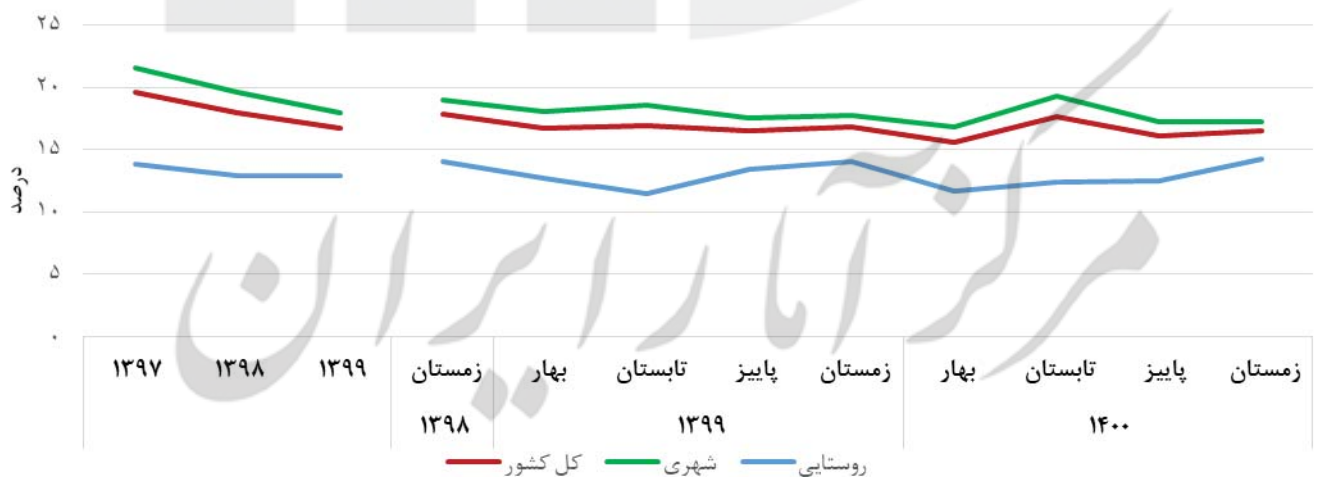 ۲۵
۲۰
۱۵
۱۰
۵
۰
درصد
۱۳۹۷ ۱۳۹۸ ۱۳۹۹ زمستان بهار تابستان پاییز زمستان بهار تابستان پاییز زمستان
۱۳۹۸ ۱۳۹۹ ۱۴۰۰
کل کشور شهری روستایی
مرکز آمار ایران